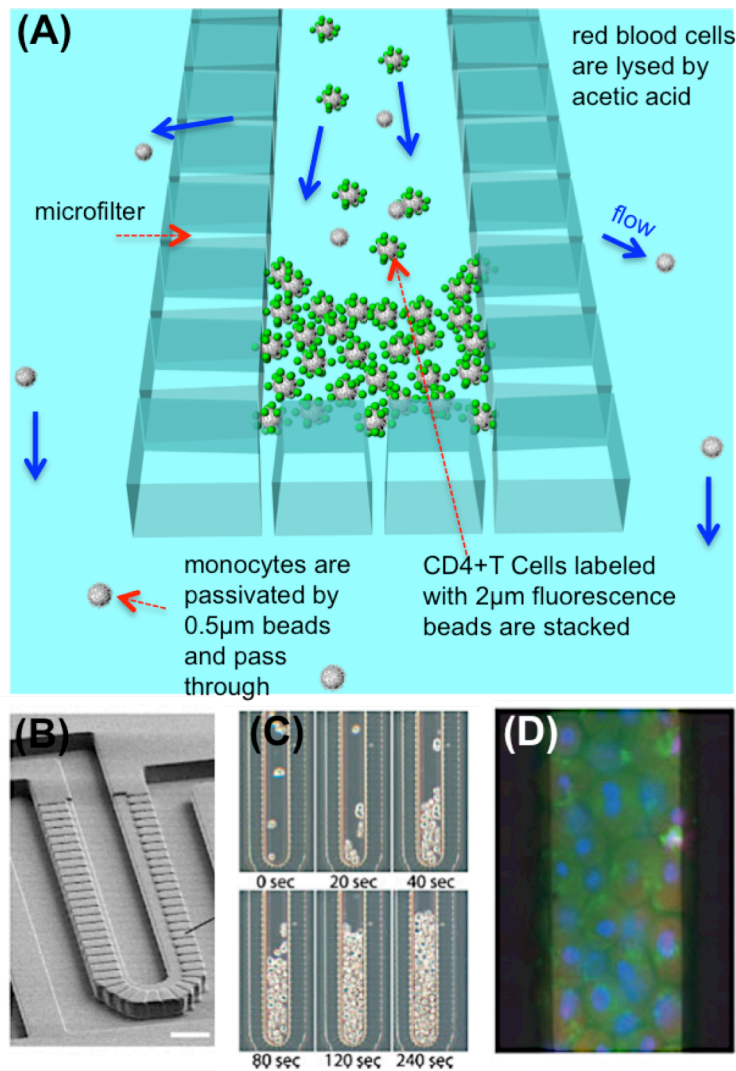 (A)
red blood cells
are lysed by
acetic acid
microfilter
flow
monocytes are
passivated by
0.5µm beads
and pass
through
CD4+T Cells labeled
with 2µm fluorescence
beads are stacked
(B)
(C)
(D)
0 sec
20 sec
40 sec
80 sec
120 sec
240 sec